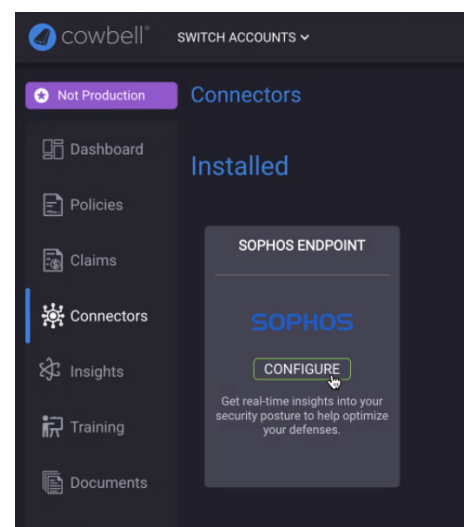 cowbell®
SWITCH ACCOUNTS
Not Production
Connectors
Dashboard
Installed
Policies
Claims
Connectors
Insights
Training
Documents
SOPHOS ENDPOINT
SOPHOS
CONFIGURE
Get real-time insights into your
security posture to help optimize
your defenses.